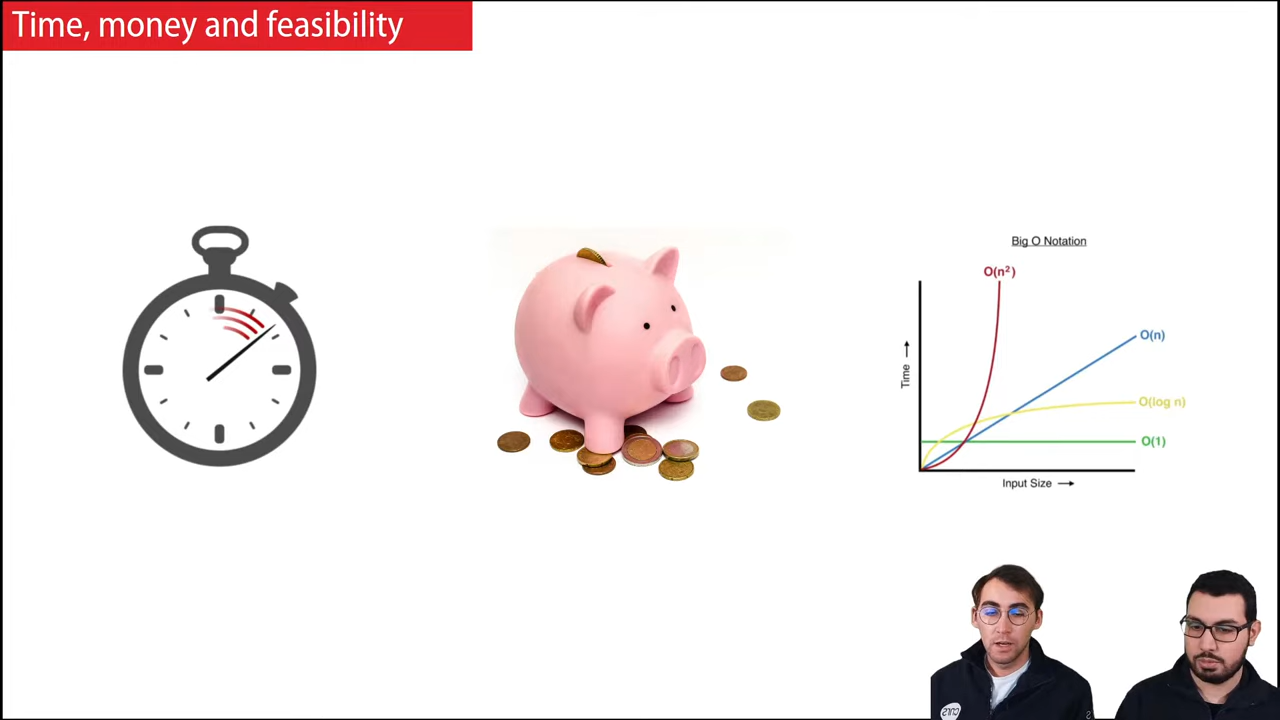 Time, money and feasibility
Big O Notation
O(n²)
O(n)
O(log n)
O(1)
Time
Input Size